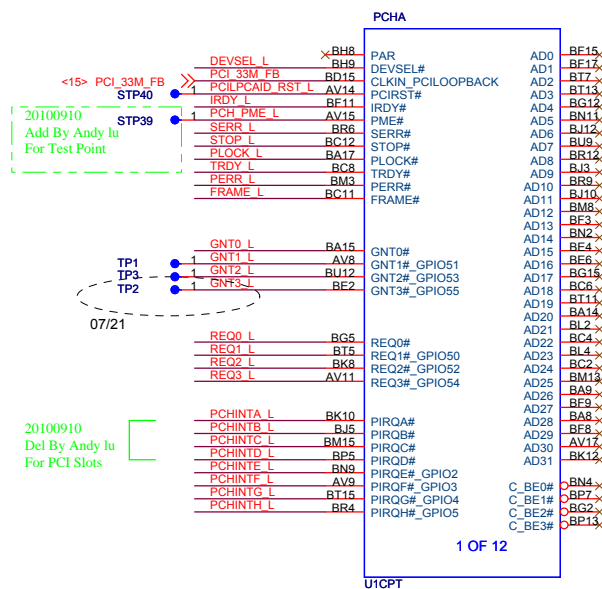 PCHA
BH8 PAR AD0 BF15
DEVSEL_L BH9 DEVSEL# AD1 BF17
<15> PCI_33M_FB PCI_33M_FB BD15 CLKIN_PCILOOPBACK AD2 BT7
STP40 1 PCILPCAID_RST_L AV14 PCIRST# AD3 BT13
IRDY_L BF11 IRDY# AD4 BG12
STP39 1 PCH_PME_L AV15 PME# AD5 BN11
SERR_L BR6 SERR# AD6 BJ12
STOP_L BC12 STOP# AD7 BU9
PLOCK_L BA17 PLOCK# AD8 BR12
TRDY_L BC8 TRDY# AD9 BJ3
PERR_L BM3 PERR# AD10 BR9
FRAME_L BC11 FRAME# AD11 BJ10
20100910
Add By Andy lu
For Test Point
AD12 BM8
AD13 BF3
AD14 BN2
GNT0_L BA15 GNT0# AD15 BE4
TP1 1 GNT1_L AV8 GNT1#_GPIO51 AD16 BE6
TP3 1 GNT2_L BU12 GNT2#_GPIO53 AD17 BG15
TP2 1 GNT3_L BE2 GNT3#_GPIO55 AD18 BC6
07/21
AD19 BT11
AD20 BA14
AD21 BL2
REQ0_L BG5 REQ0# AD22 BC4
REQ1_L BT5 REQ1#_GPIO50 AD23 BL4
REQ2_L BK8 REQ2#_GPIO52 AD24 BC2
REQ3_L AV11 REQ3#_GPIO54 AD25 BM13
AD26 BA9
AD27 BF9
PCHINTA_L BK10 PIRQA# AD28 BA8
PCHINTB_L BJ5 PIRQB# AD29 BF8
PCHINTC_L BM15 PIRQC# AD30 AV17
PCHINTD_L BP5 PIRQD# AD31 BK12
PCHINTE_L BN9 PIRQE#_GPIO2
PCHINTF_L AV9 PIRQF#_GPIO3 C_BE0# BN4
PCHINTG_L BT15 PIRQG#_GPIO4 C_BE1# BP7
PCHINTH_L BR4 PIRQH#_GPIO5 C_BE2# BG2
C_BE3# BP13
20100910
Del By Andy lu
For PCI Slots
1 OF 12
U1CPT